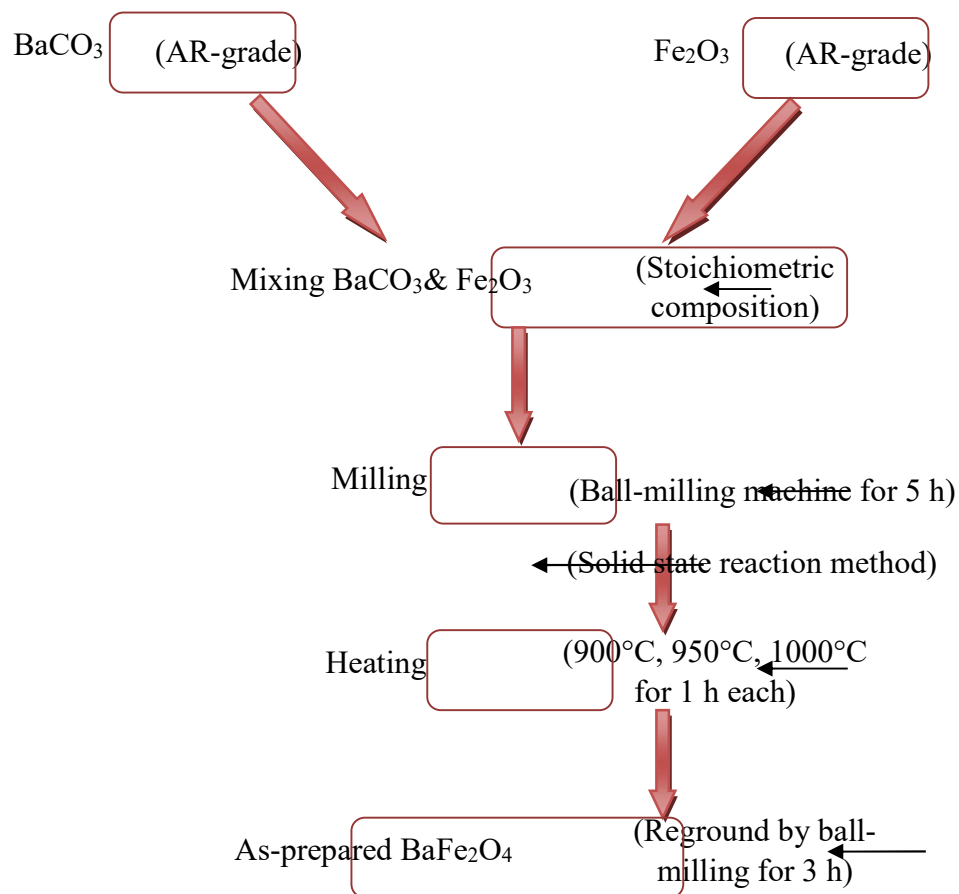 BaCO₃ (AR-grade)
Fe₂O₃ (AR-grade)
Mixing BaCO₃& Fe₂O₃
(Stoichiometric
composition)
Milling
(Ball-milling machine for 5 h)
(Solid state reaction method)
Heating
(900°C, 950°C, 1000°C
for 1 h each)
As-prepared BaFe₂O₄
(Reground by ball-
milling for 3 h)